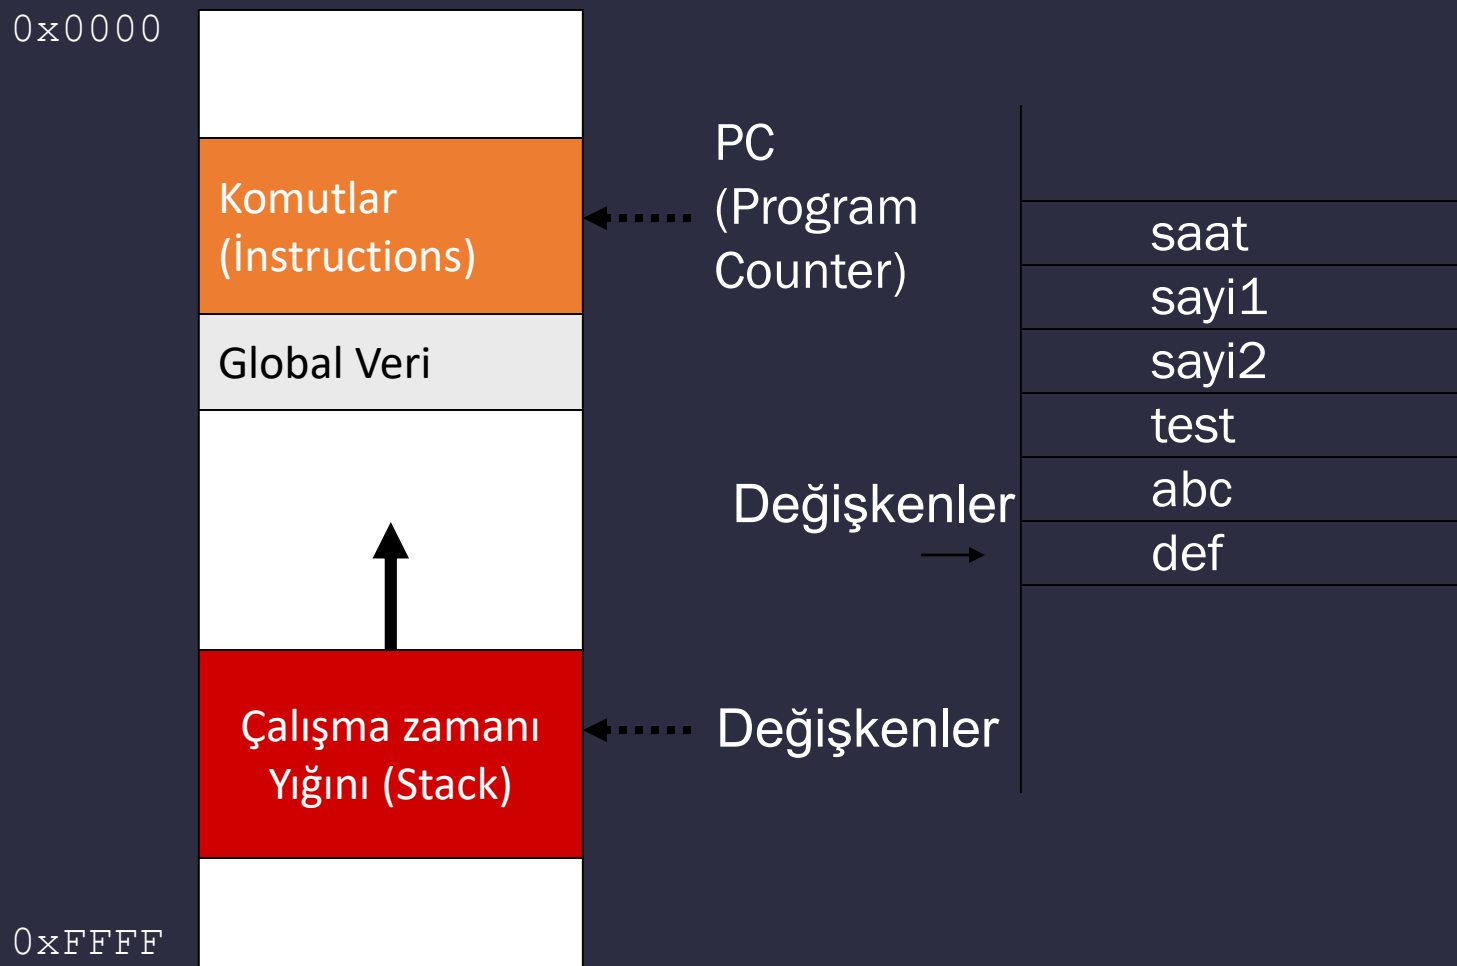 0x0000
Komutlar
(İnstructions)
Global Veri
Çalışma zamanı
Yığını (Stack)
0xFFFF
PC
(Program
Counter)
Değişkenler
Değişkenler
saat
sayi1
sayi2
test
abc
def